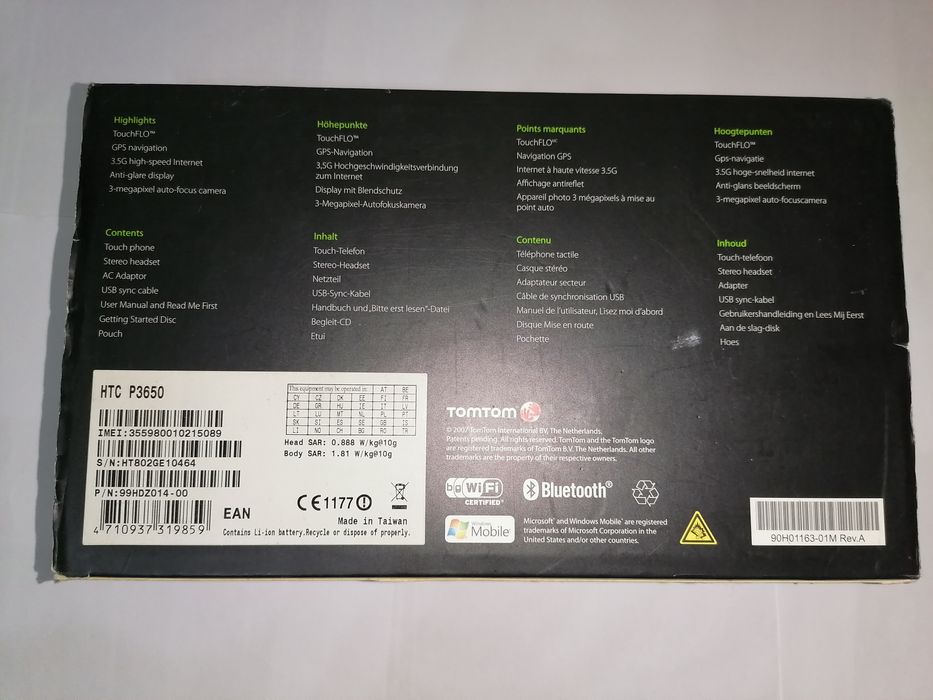 Highlights
TouchFLO™
GPS navigation
3.5G high-speed Internet
Anti-glare display
3-megapixel auto-focus camera
Höhepunkte
TouchFLO™
GPS-Navigation
3,5G Hochgeschwindigkeitsverbindung
zum Internet
Display mit Blendschutz
3-Megapixel-Autofokuskamera
Points marquants
TouchFLO™ᶜ
Navigation GPS
Internet à haute vitesse 3.5G
Affichage antireflet
Appareil photo 3 mégapixels à mise au
point auto
Hoogtepunten
TouchFLO™
Gps-navigatie
3.5G hoge-snelheid internet
Anti-glans beeldscherm
3-megapixel auto-focuscamera
Contents
Touch phone
Stereo headset
AC Adaptor
USB sync cable
User Manual and Read Me First
Getting Started Disc
Pouch
Inhalt
Touch-Telefon
Stereo-Headset
Netzteil
USB-Sync-Kabel
Handbuch und „Bitte erst lesen"-Datei
Begleit-CD
Etui
Contenu
Téléphone tactile
Casque stéréo
Adaptateur secteur
Câble de synchronisation USB
Manuel de l'utilisateur, Lisez moi d'abord
Disque Mise en route
Pochette
Inhoud
Touch-telefoon
Stereo headset
Adapter
USB sync-kabel
Gebruikershandleiding en Lees Mij Eerst
Aan de slag-disk
Hoes
HTC P3650
IMEI:355980010215089
S/N:HT802GE10464
P/N:99HDZ014-00
4 710937 319859
EAN
This equipment may be operated in: AT BE
CY CZ DK EE FI FR
DE GR HU IE IT LV
LT LU MT NL PL PT
SK SI ES SE GB IS
LI NO CH BG RO TR
Head SAR: 0.888 W/kg@10g
Body SAR: 1.81 W/kg@10g
CE1177
Made in Taiwan
Contains Li-ion battery.Recycle or dispose of properly.
TOMTOM
© 2007 TomTom International BV, The Netherlands.
Patents pending. All rights reserved. TomTom and the TomTom logo
are registered trademarks of TomTom B.V. The Netherlands. All other
trademarks are the property of their respective owners.
bg WiFi
CERTIFIED
Bluetooth®
Windows
Mobile
Microsoft® and Windows Mobile® are registered
trademarks of Microsoft Corporation in the
United States and/or other countries.
90H01163-01M Rev.A